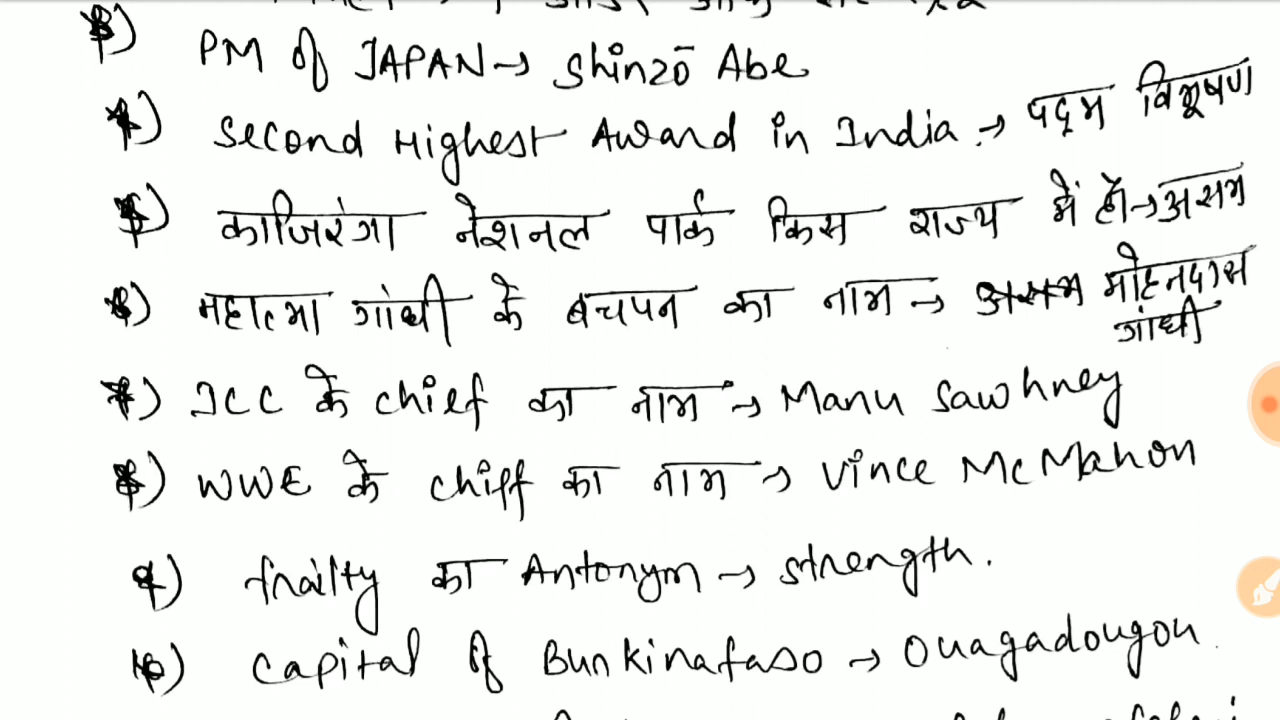 3) PM of JAPAN → Shinzō Abe
4) Second Highest Award in India → पद्म विभूषण
5) काजिरंगा नेशनल पार्क किस राज्य में है → असम
6) महात्मा गांधी के बचपन का नाम → असम मोहनदास
गांधी
7) ICC के chief का नाम → Manu Sawhney
8) WWE के chiff का नाम → Vince McMahon
9) frailty का Antonym → strength.
10) Capital of Bunkinafaso → Ouagadougou